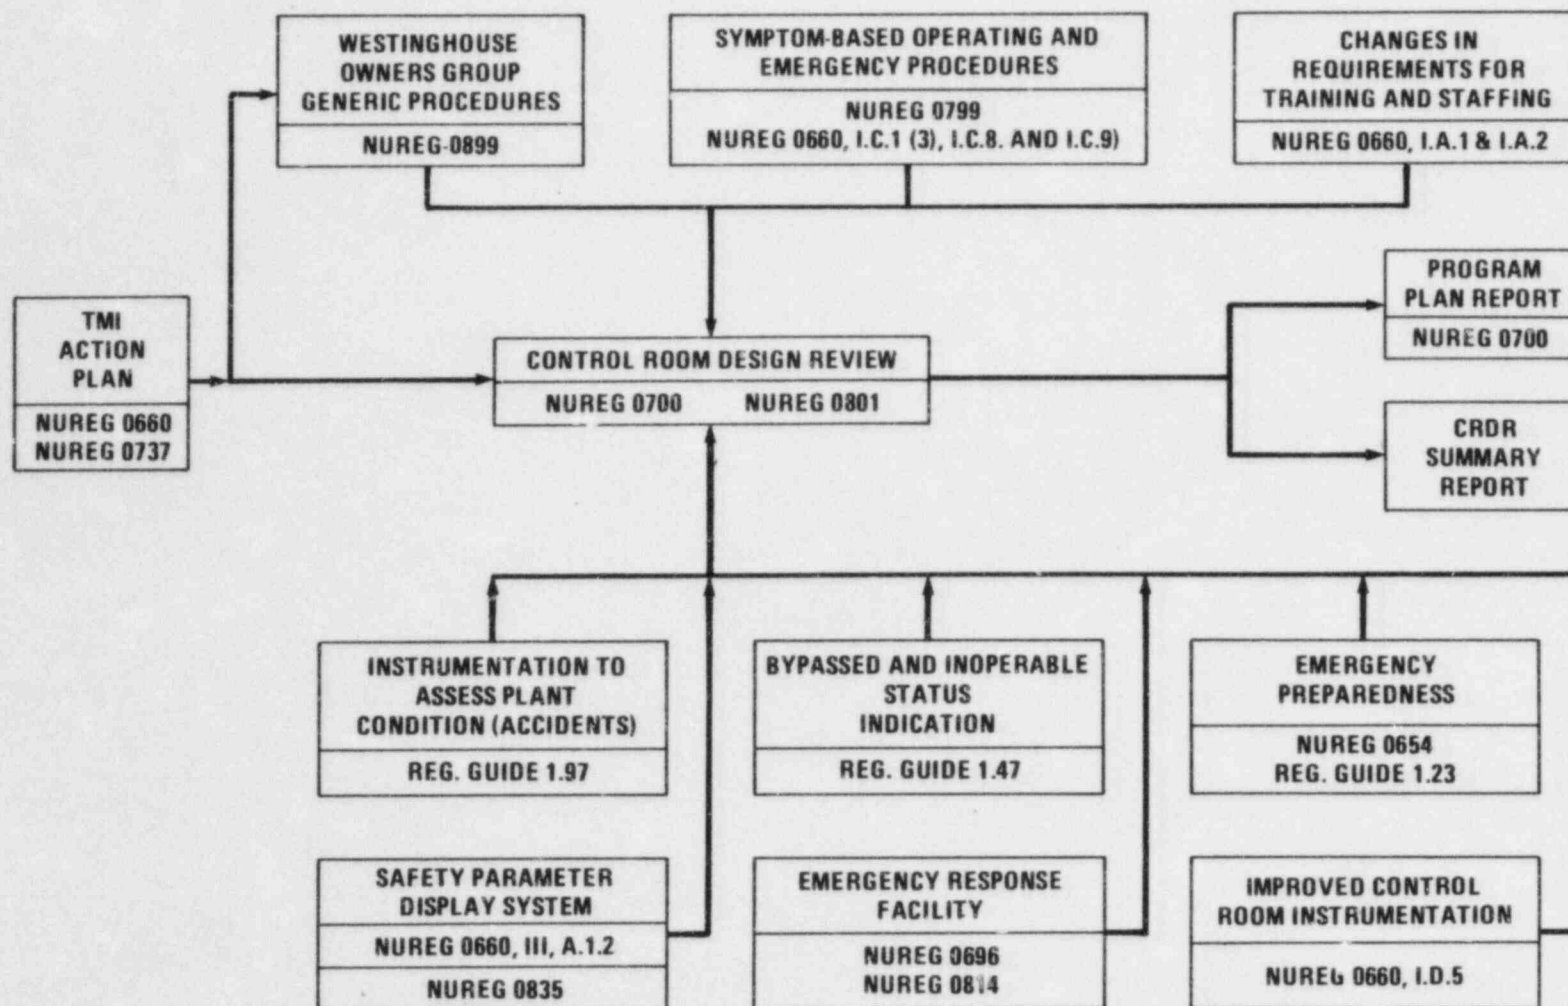 WESTINGHOUSE
OWNERS GROUP
GENERIC PROCEDURES
NUREG-0899
SYMPTOM-BASED OPERATING AND
EMERGENCY PROCEDURES
NUREG 0799
NUREG 0660, I.C.1 (3), I.C.8. AND I.C.9)
CHANGES IN
REQUIREMENTS FOR
TRAINING AND STAFFING
NUREG 0660, I.A.1 & I.A.2
TMI
ACTION
PLAN
NUREG 0660
NUREG 0737
CONTROL ROOM DESIGN REVIEW
NUREG 0700 NUREG 0801
PROGRAM
PLAN REPORT
NUREG 0700
CRDR
SUMMARY
REPORT
INSTRUMENTATION TO
ASSESS PLANT
CONDITION (ACCIDENTS)
REG. GUIDE 1.97
BYPASSED AND INOPERABLE
STATUS
INDICATION
REG. GUIDE 1.47
EMERGENCY
PREPAREDNESS
NUREG 0654
REG. GUIDE 1.23
SAFETY PARAMETER
DISPLAY SYSTEM
NUREG 0660, III, A.1.2
NUREG 0835
EMERGENCY RESPONSE
FACILITY
NUREG 0696
NUREG 0814
IMPROVED CONTROL
ROOM INSTRUMENTATION
NUREG 0660, I.D.5